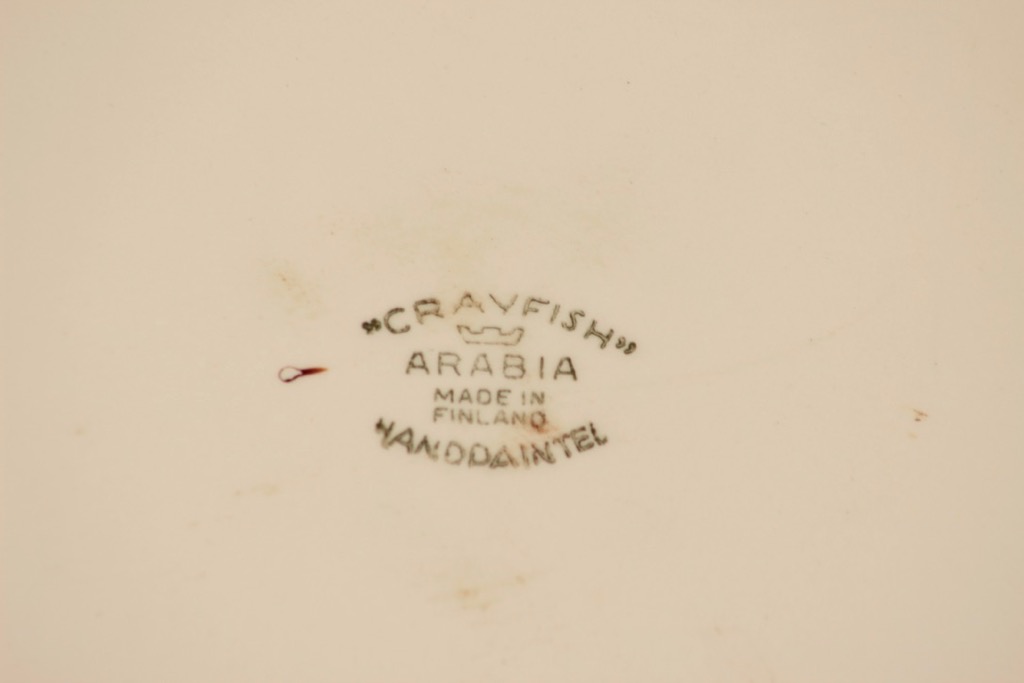 "CRAYFISH"
ARABIA
MADE IN
FINLAND
HANDPAINTED